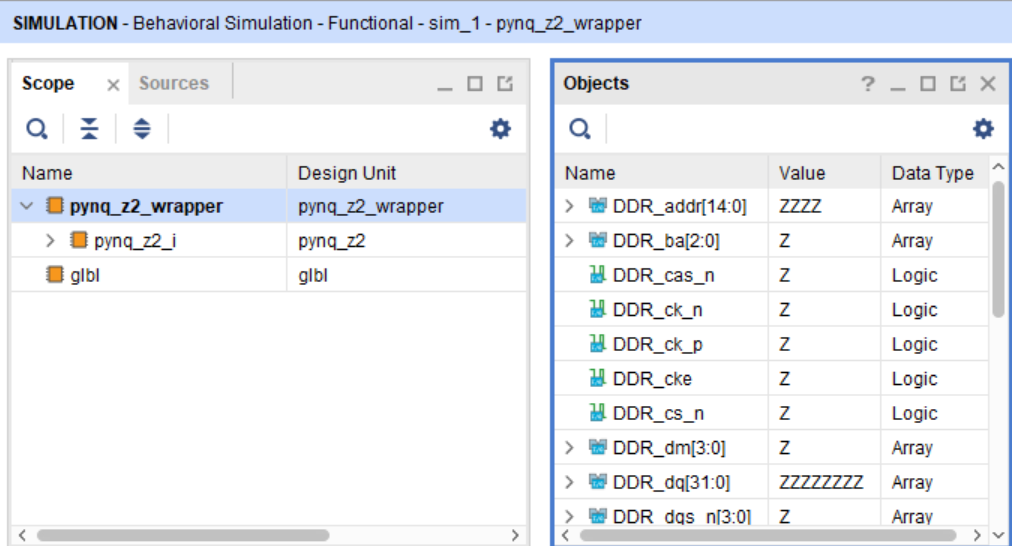 SIMULATION - Behavioral Simulation - Functional - sim_1 - pynq_z2_wrapper
Scope Sources
Name Design Unit
pynq_z2_wrapper pynq_z2_wrapper
pynq_z2_i pynq_z2
glbl glbl
Objects ?
Name Value Data Type
DDR_addr[14:0] ZZZZ Array
DDR_ba[2:0] Z Array
DDR_cas_n Z Logic
DDR_ck_n Z Logic
DDR_ck_p Z Logic
DDR_cke Z Logic
DDR_cs_n Z Logic
DDR_dm[3:0] Z Array
DDR_dq[31:0] ZZZZZZZZ Array
DDR_dqs_n[3:0] Z Array